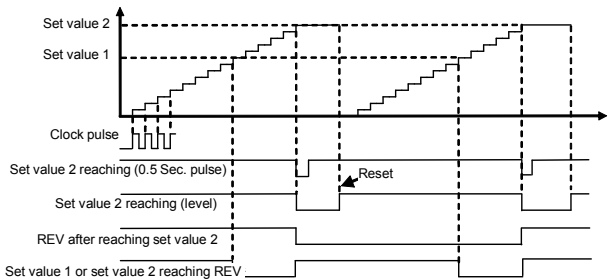 Set value 2
Set value 1
Clock pulse
Set value 2 reaching (0.5 Sec. pulse)
Reset
Set value 2 reaching (level)
REV after reaching set value 2
Set value 1 or set value 2 reaching REV